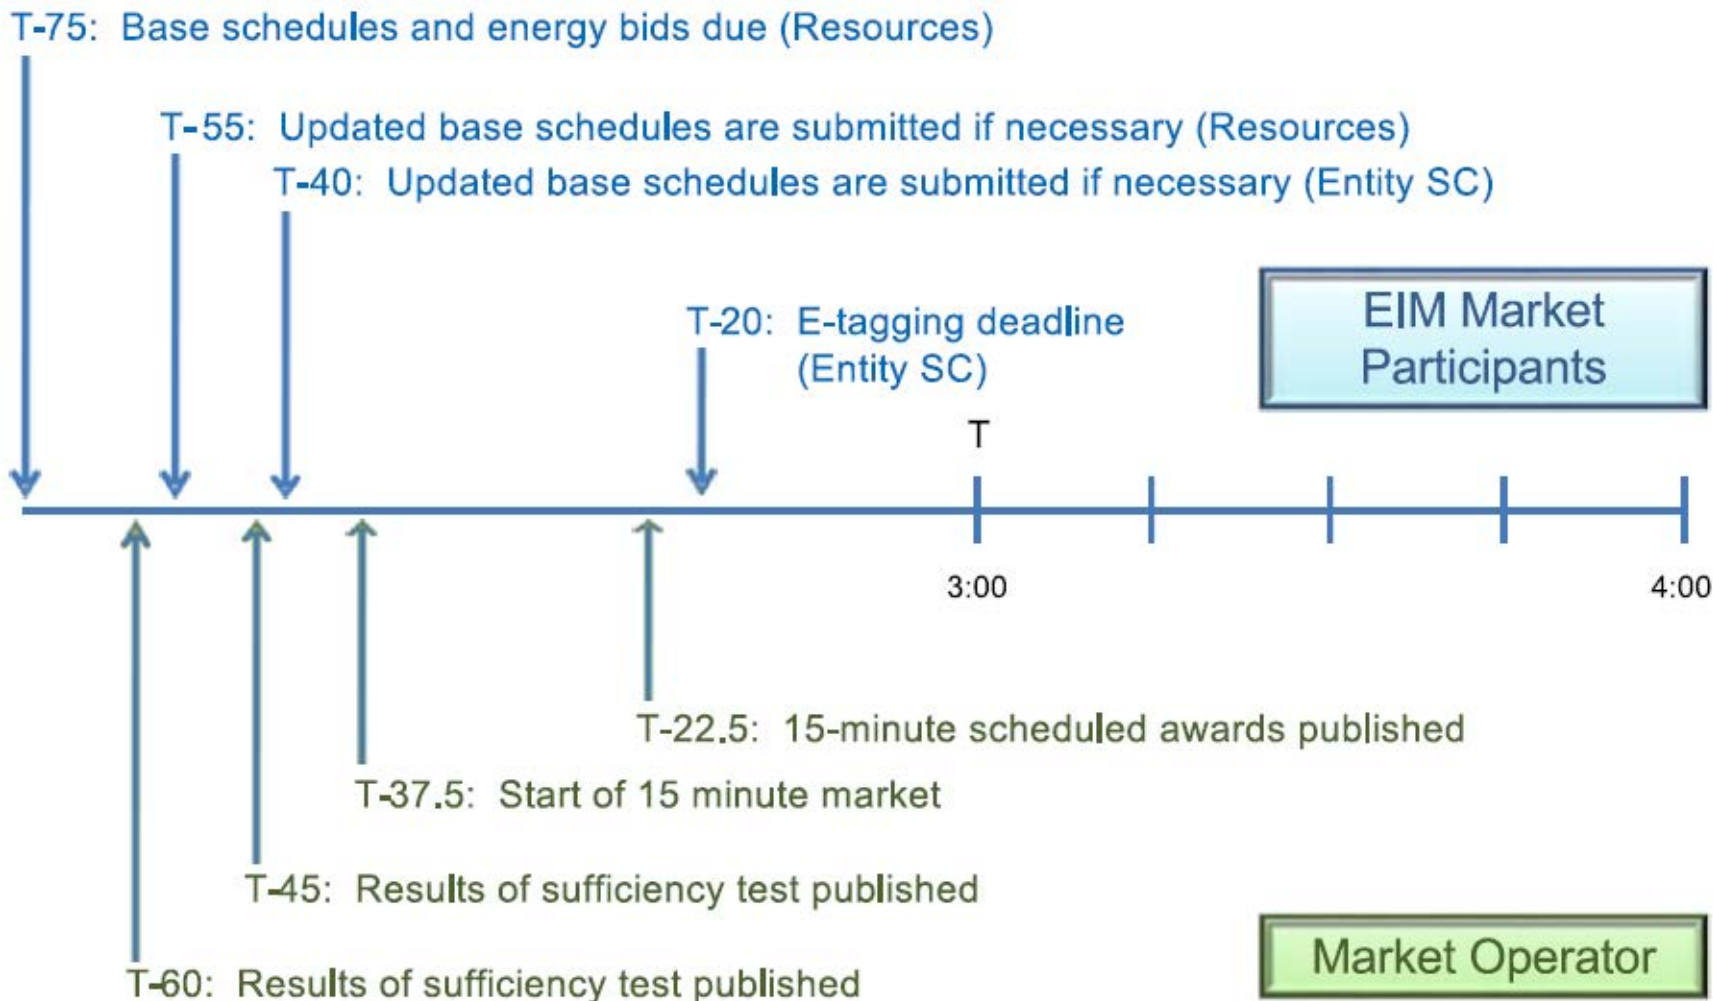 T-75: Base schedules and energy bids due (Resources)
T-55: Updated base schedules are submitted if necessary (Resources)
T-40: Updated base schedules are submitted if necessary (Entity SC)
T-20: E-tagging deadline
(Entity SC)
EIM Market
Participants
T
3:00
4:00
T-22.5: 15-minute scheduled awards published
T-37.5: Start of 15 minute market
T-45: Results of sufficiency test published
T-60: Results of sufficiency test published
Market Operator